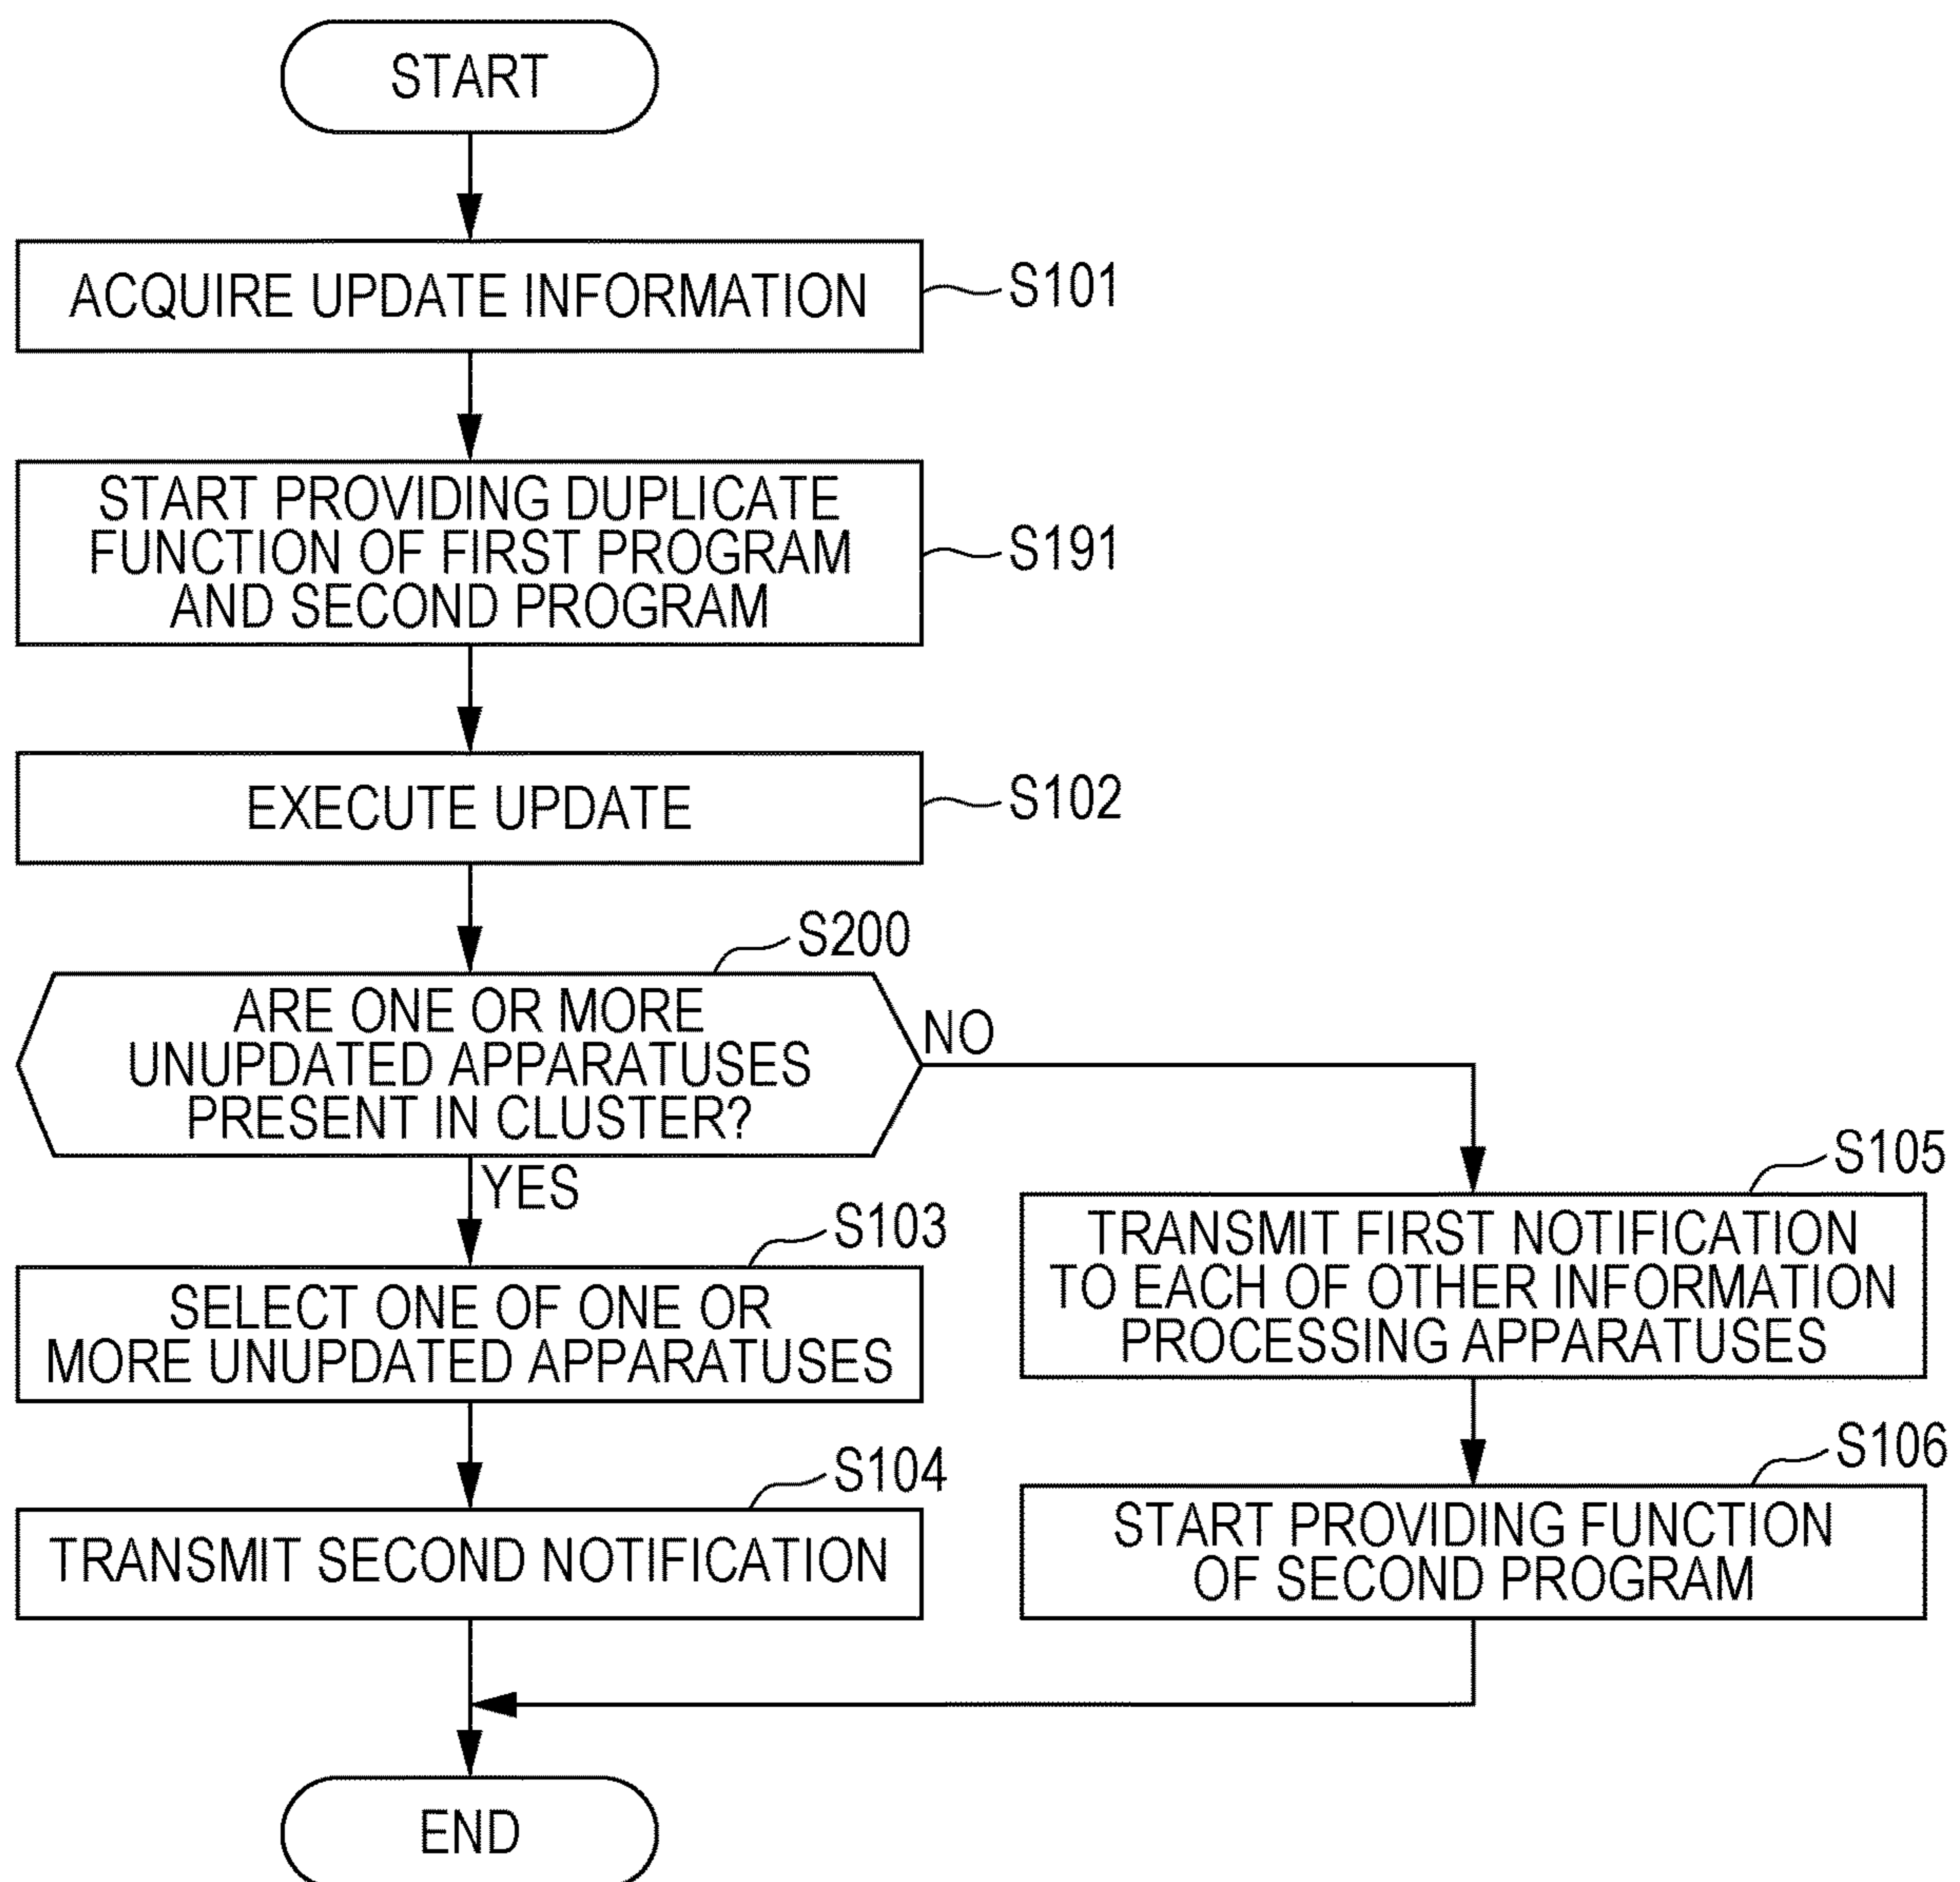 START
ACQUIRE UPDATE INFORMATION
S101
START PROVIDING DUPLICATE
FUNCTION OF FIRST PROGRAM
AND SECOND PROGRAM
S191
EXECUTE UPDATE
S102
S200
ARE ONE OR MORE
UNUPDATED APPARATUSES
PRESENT IN CLUSTER?
NO
YES
S103
SELECT ONE OF ONE OR
MORE UNUPDATED APPARATUSES
S104
TRANSMIT SECOND NOTIFICATION
S105
TRANSMIT FIRST NOTIFICATION
TO EACH OF OTHER INFORMATION
PROCESSING APPARATUSES
S106
START PROVIDING FUNCTION
OF SECOND PROGRAM
END